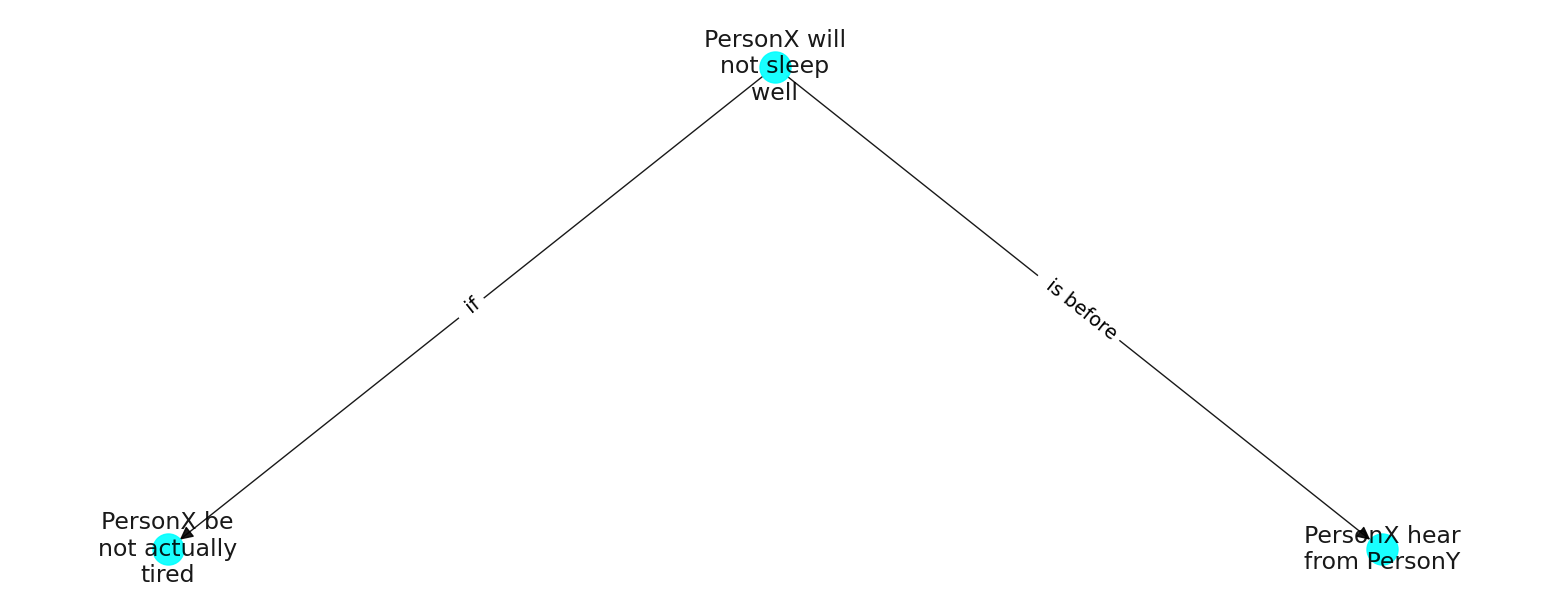 PersonX will
not sleep
well
if
is before
PersonX be
not actually
tired
PersonX hear
from PersonY